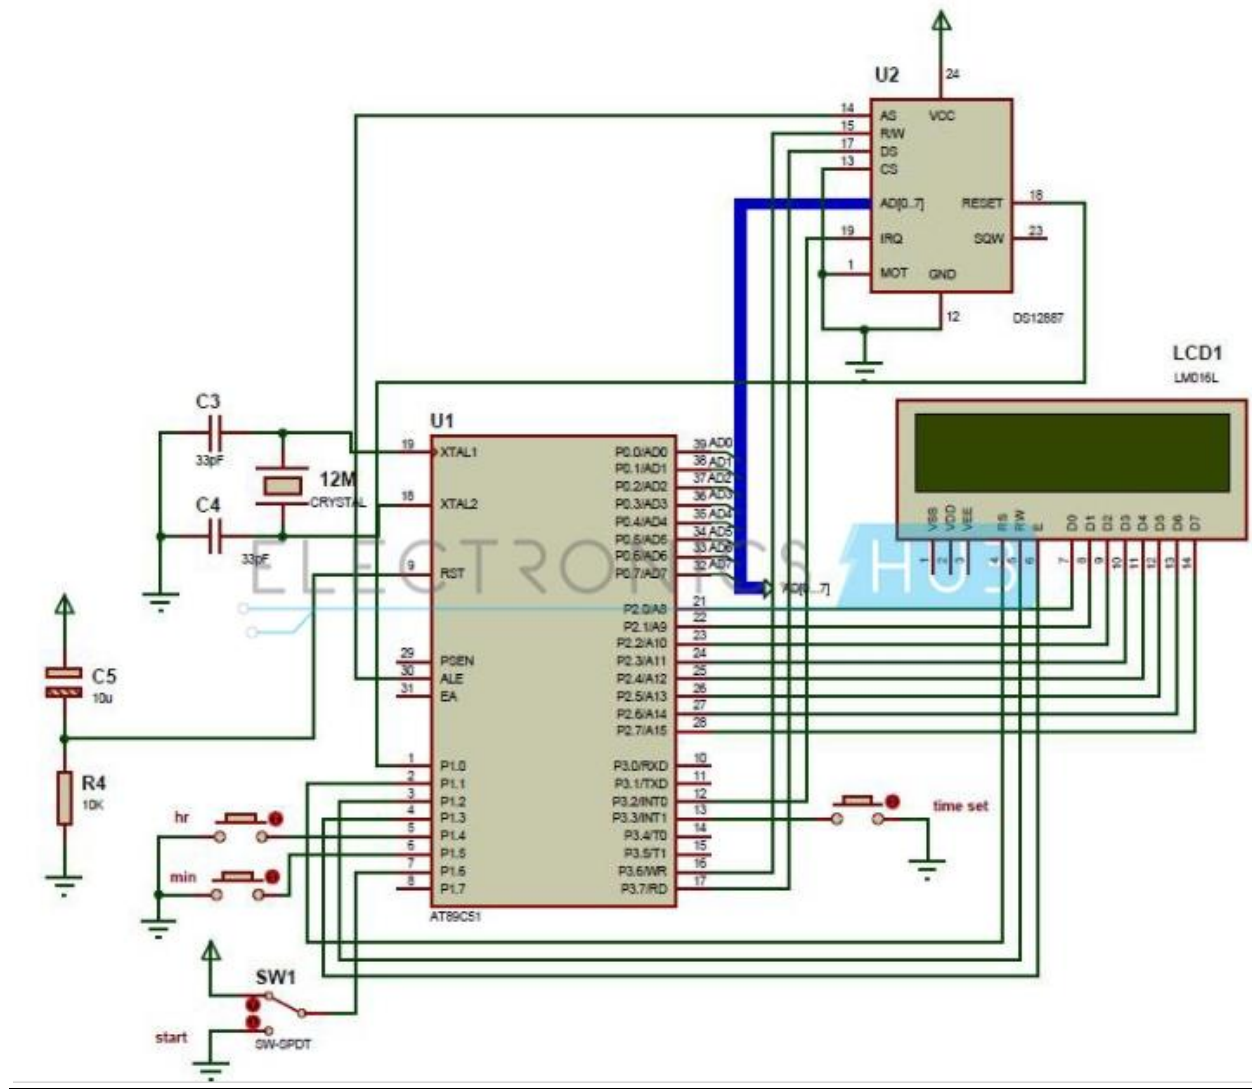 U2
24
14 AS VCC
15 R/W
17 DS
13 CS
AD[0..7] RESET 18
19 IRQ SQW 23
1 MOT GND
12
DS12887
LCD1
LM016L
VSS VDD VEE RS RW E D0 D1 D2 D3 D4 D5 D6 D7
1 2 3 4 5 6 7 8 9 10 11 12 13 14
C3
33pF
12M
CRYSTAL
C4
33pF
U1
19 XTAL1 P0.0/AD0 39 AD0
P0.1/AD1 38 AD1
P0.2/AD2 37 AD2
18 XTAL2 P0.3/AD3 36 AD3
P0.4/AD4 35 AD4
P0.5/AD5 34 AD5
P0.6/AD6 33 AD6
9 RST P0.7/AD7 32 AD7
AD[0..7]
ELECTRONICS HUB
P2.0/A8 21
P2.1/A9 22
P2.2/A10 23
29 PSEN P2.3/A11 24
30 ALE P2.4/A12 25
31 EA P2.5/A13 26
P2.6/A14 27
P2.7/A15 28
1 P1.0 P3.0/RXD 10
2 P1.1 P3.1/TXD 11
3 P1.2 P3.2/INT0 12
4 P1.3 P3.3/INT1 13
5 P1.4 P3.4/T0 14
6 P1.5 P3.5/T1 15
7 P1.6 P3.6/WR 16
8 P1.7 P3.7/RD 17
AT89C51
C5
10u
R4
10K
hr
min
time set
SW1
start
SW-SPDT